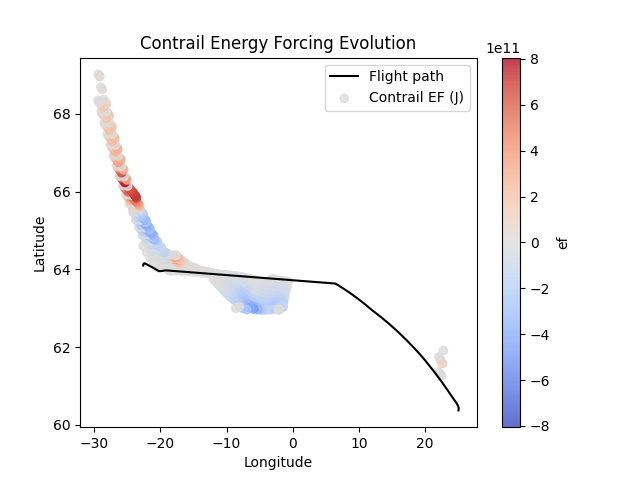 Contrail Energy Forcing Evolution
1e11
Flight path
Contrail EF (J)
68
66
64
62
60
Latitude
−30
−20
−10
0
10
20
Longitude
8
6
4
2
0
−2
−4
−6
−8
ef